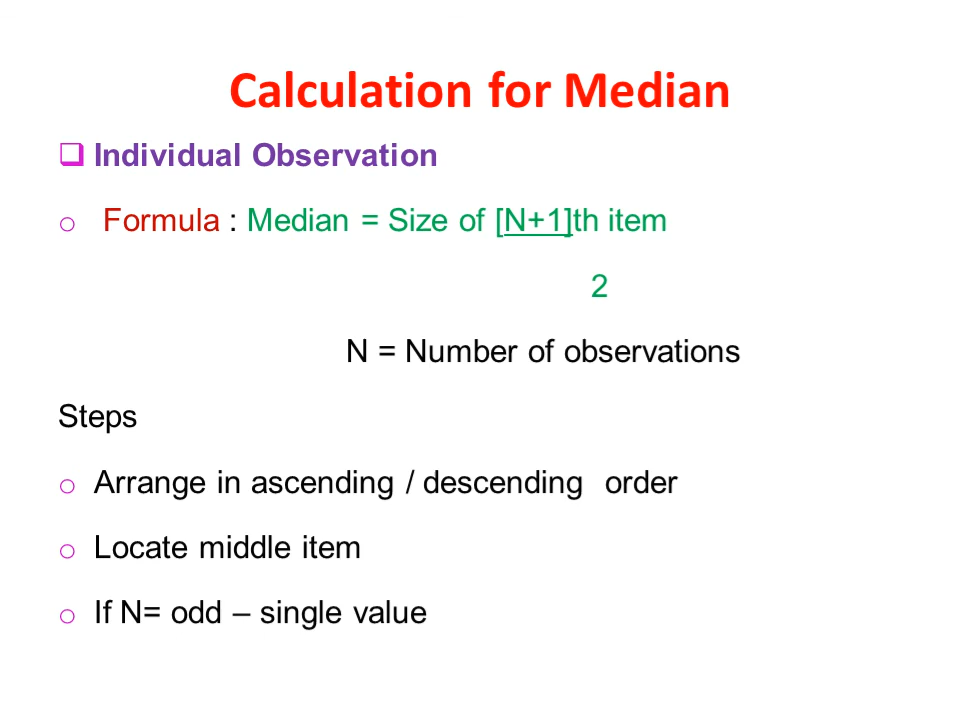 Calculation for Median
❑ Individual Observation
o Formula : Median = Size of [N+1]th item
2
N = Number of observations
Steps
o Arrange in ascending / descending order
o Locate middle item
o If N= odd – single value